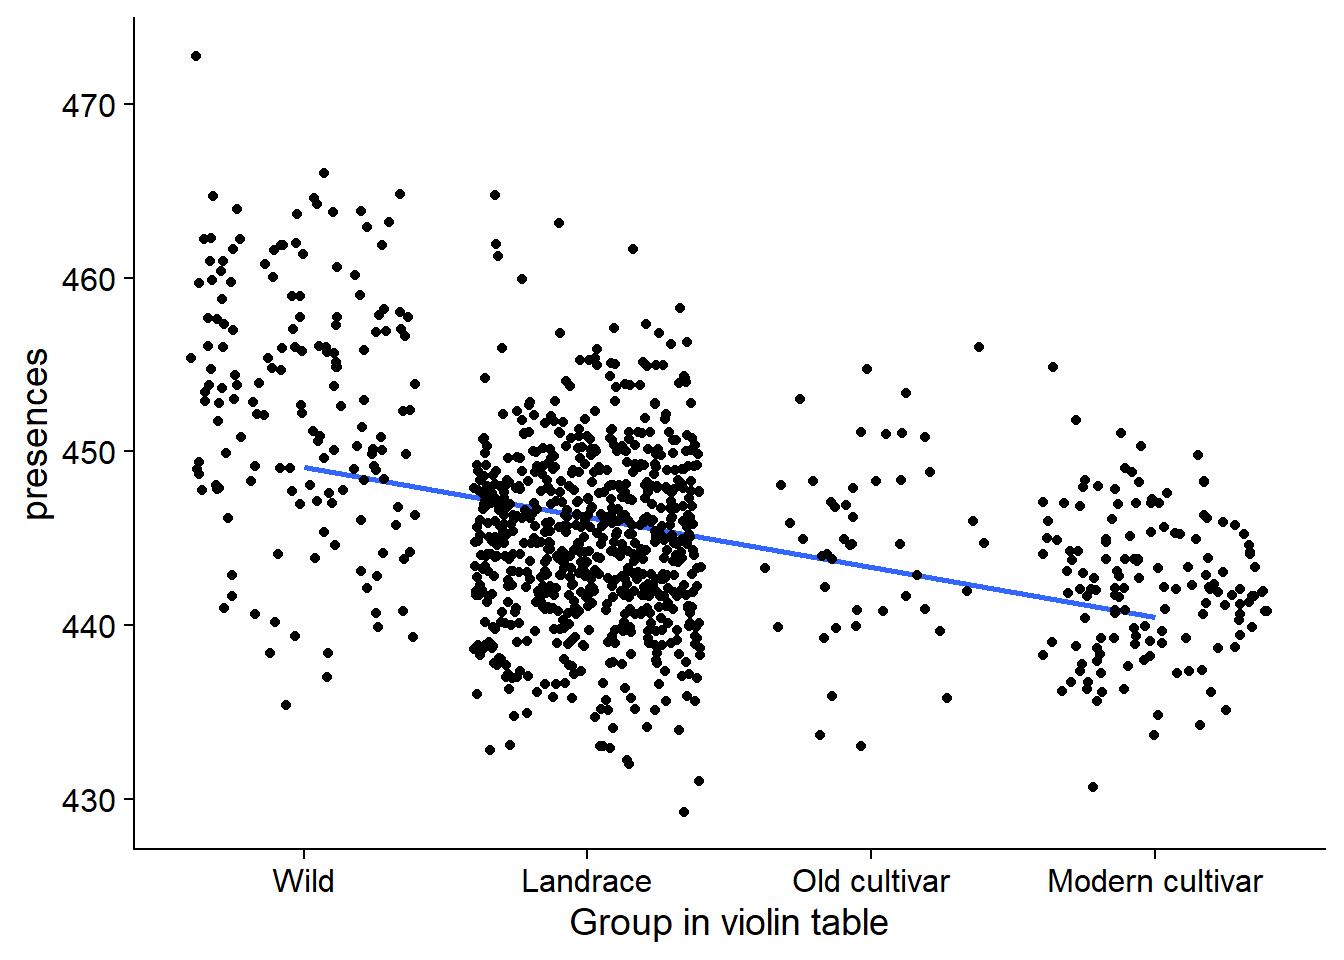 470
460
450
440
430
presences
Wild
Landrace
Old cultivar
Modern cultivar
Group in violin table